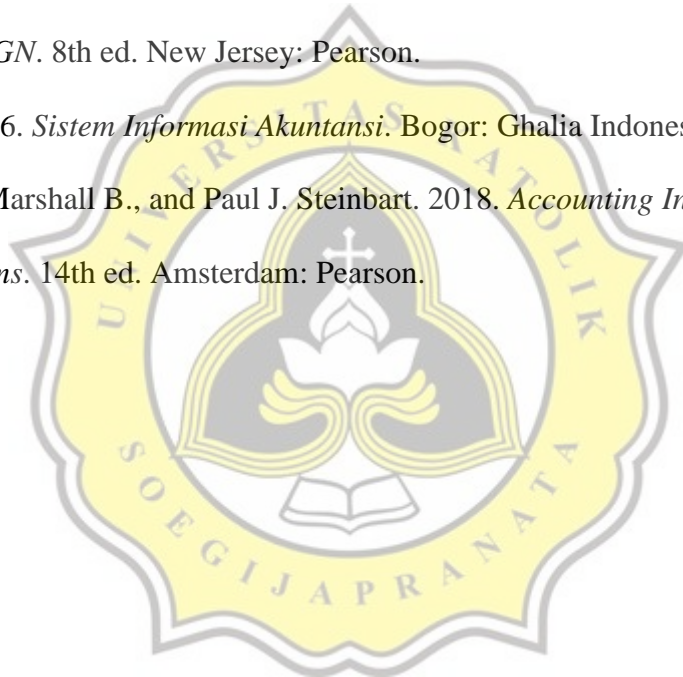 GN. 8th ed. New Jersey: Pearson.
6. Sistem Informasi Akuntansi. Bogor: Ghalia Indones
Marshall B., and Paul J. Steinbart. 2018. Accounting In
ns. 14th ed. Amsterdam: Pearson.
UNIVERSITAS KATOLIK
SOEGIJAPRANATA